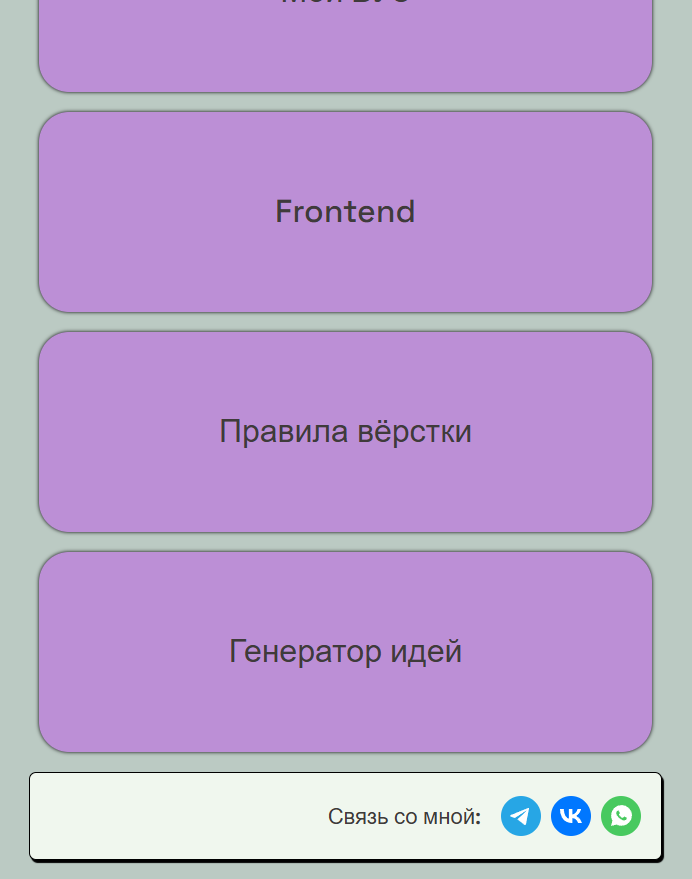 Frontend
Правила вёрстки
Генератор идей
Связь со мной: